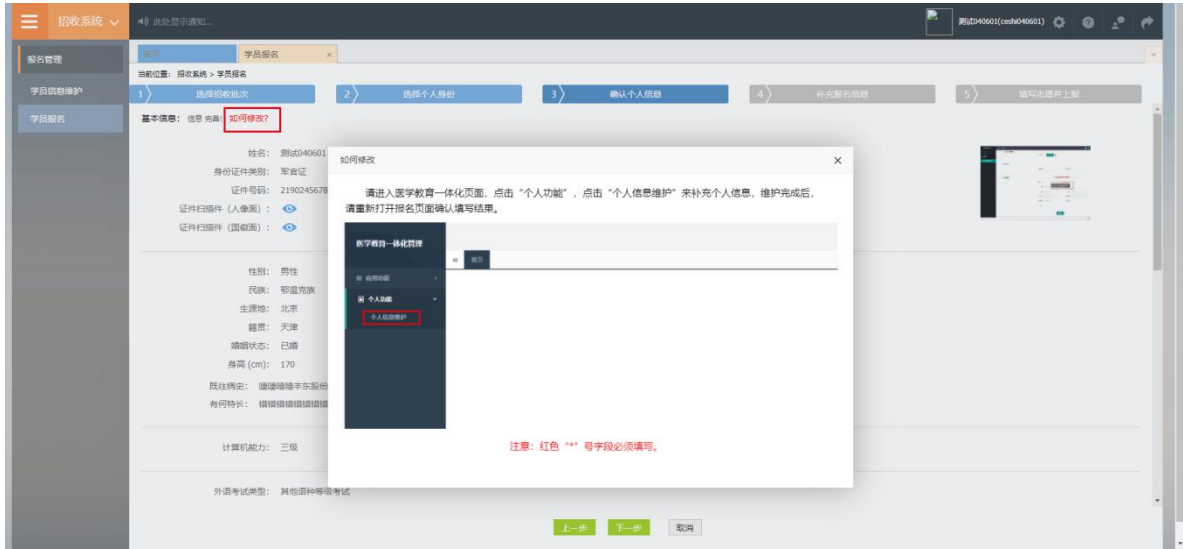 招收系统
此处显示通知...
测试040601(ceshi040601)
报名管理
学员信息维护
学员报名
首页
学员报名 ×
当前位置: 招收系统 > 学员报名
1 选择招收批次
2 选择个人身份
3 确认个人信息
4 补充报名信息
5 填写志愿并上报
基本信息: 信息完善: 如何修改?
姓名: 测试040601
身份证件类别: 军官证
证件号码: 2190245678
证件扫描件 (人像面) :
证件扫描件 (国徽面) :
性别: 男性
民族: 鄂温克族
生源地: 北京
籍贯: 天津
婚姻状态: 已婚
身高 (cm): 170
既往病史:
有何特长:
计算机能力: 三级
外语考试类型: 其他语种等级考试
如何修改 ×
请进入医学教育一体化页面, 点击 “个人功能” , 点击 “个人信息维护” 来补充个人信息, 维护完成后,
请重新打开报名页面确认填写结果。
医学教育一体化管理
« 首页
应用功能
个人功能
个人信息维护
注意: 红色 “*” 号字段必须填写。
上一步 下一步 取消